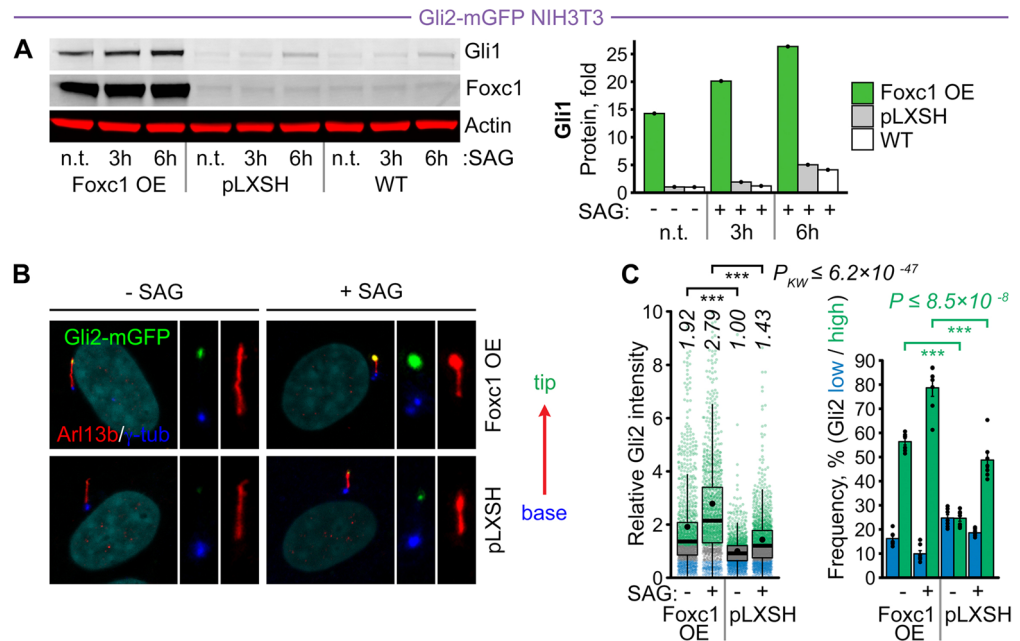 Gli2-mGFP NIH3T3
A
Gli1
Foxc1
Actin
n.t. 3h 6h n.t. 3h 6h n.t. 3h 6h :SAG
Foxc1 OE pLXSH WT
Gli1
Protein, fold
25
20
15
10
5
0
Foxc1 OE
pLXSH
WT
SAG: - - - + + + + + +
n.t. 3h 6h
B
- SAG + SAG
Gli2-mGFP
Arl13b/γ-tub
Foxc1 OE
pLXSH
tip
base
C
P KW ≤ 6.2×10 -47
***
***
1.92 2.79 1.00 1.43
Relative Gli2 intensity
10
8
6
4
2
0
SAG: - + - +
Foxc1 OE pLXSH
P ≤ 8.5×10 -8
***
***
Frequency, % (Gli2 low / high)
90
80
70
60
50
40
30
20
10
0
- + - +
Foxc1 OE pLXSH